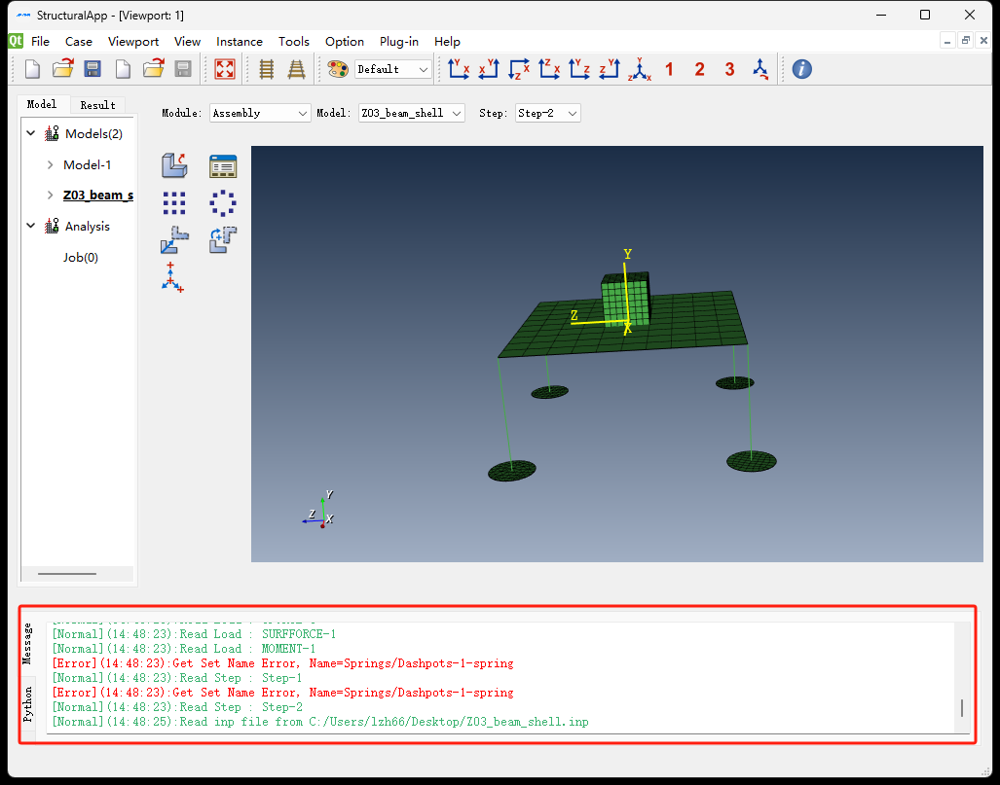 StructuralApp - [Viewport: 1]
Qt File Case Viewport View Instance Tools Option Plug-in Help
Default
1 2 3
Model Result
Module: Assembly Model: Z03_beam_shell Step: Step-2
Models(2)
Model-1
Z03_beam_s
Analysis
Job(0)
Y
Z
X
Y
Z
X
Message
Python
[Normal](14:48:23):Read Load : SURFFORCE-1
[Normal](14:48:23):Read Load : MOMENT-1
[Error](14:48:23):Get Set Name Error, Name=Springs/Dashpots-1-spring
[Normal](14:48:23):Read Step : Step-1
[Error](14:48:23):Get Set Name Error, Name=Springs/Dashpots-1-spring
[Normal](14:48:23):Read Step : Step-2
[Normal](14:48:25):Read inp file from C:/Users/lzh66/Desktop/Z03_beam_shell.inp